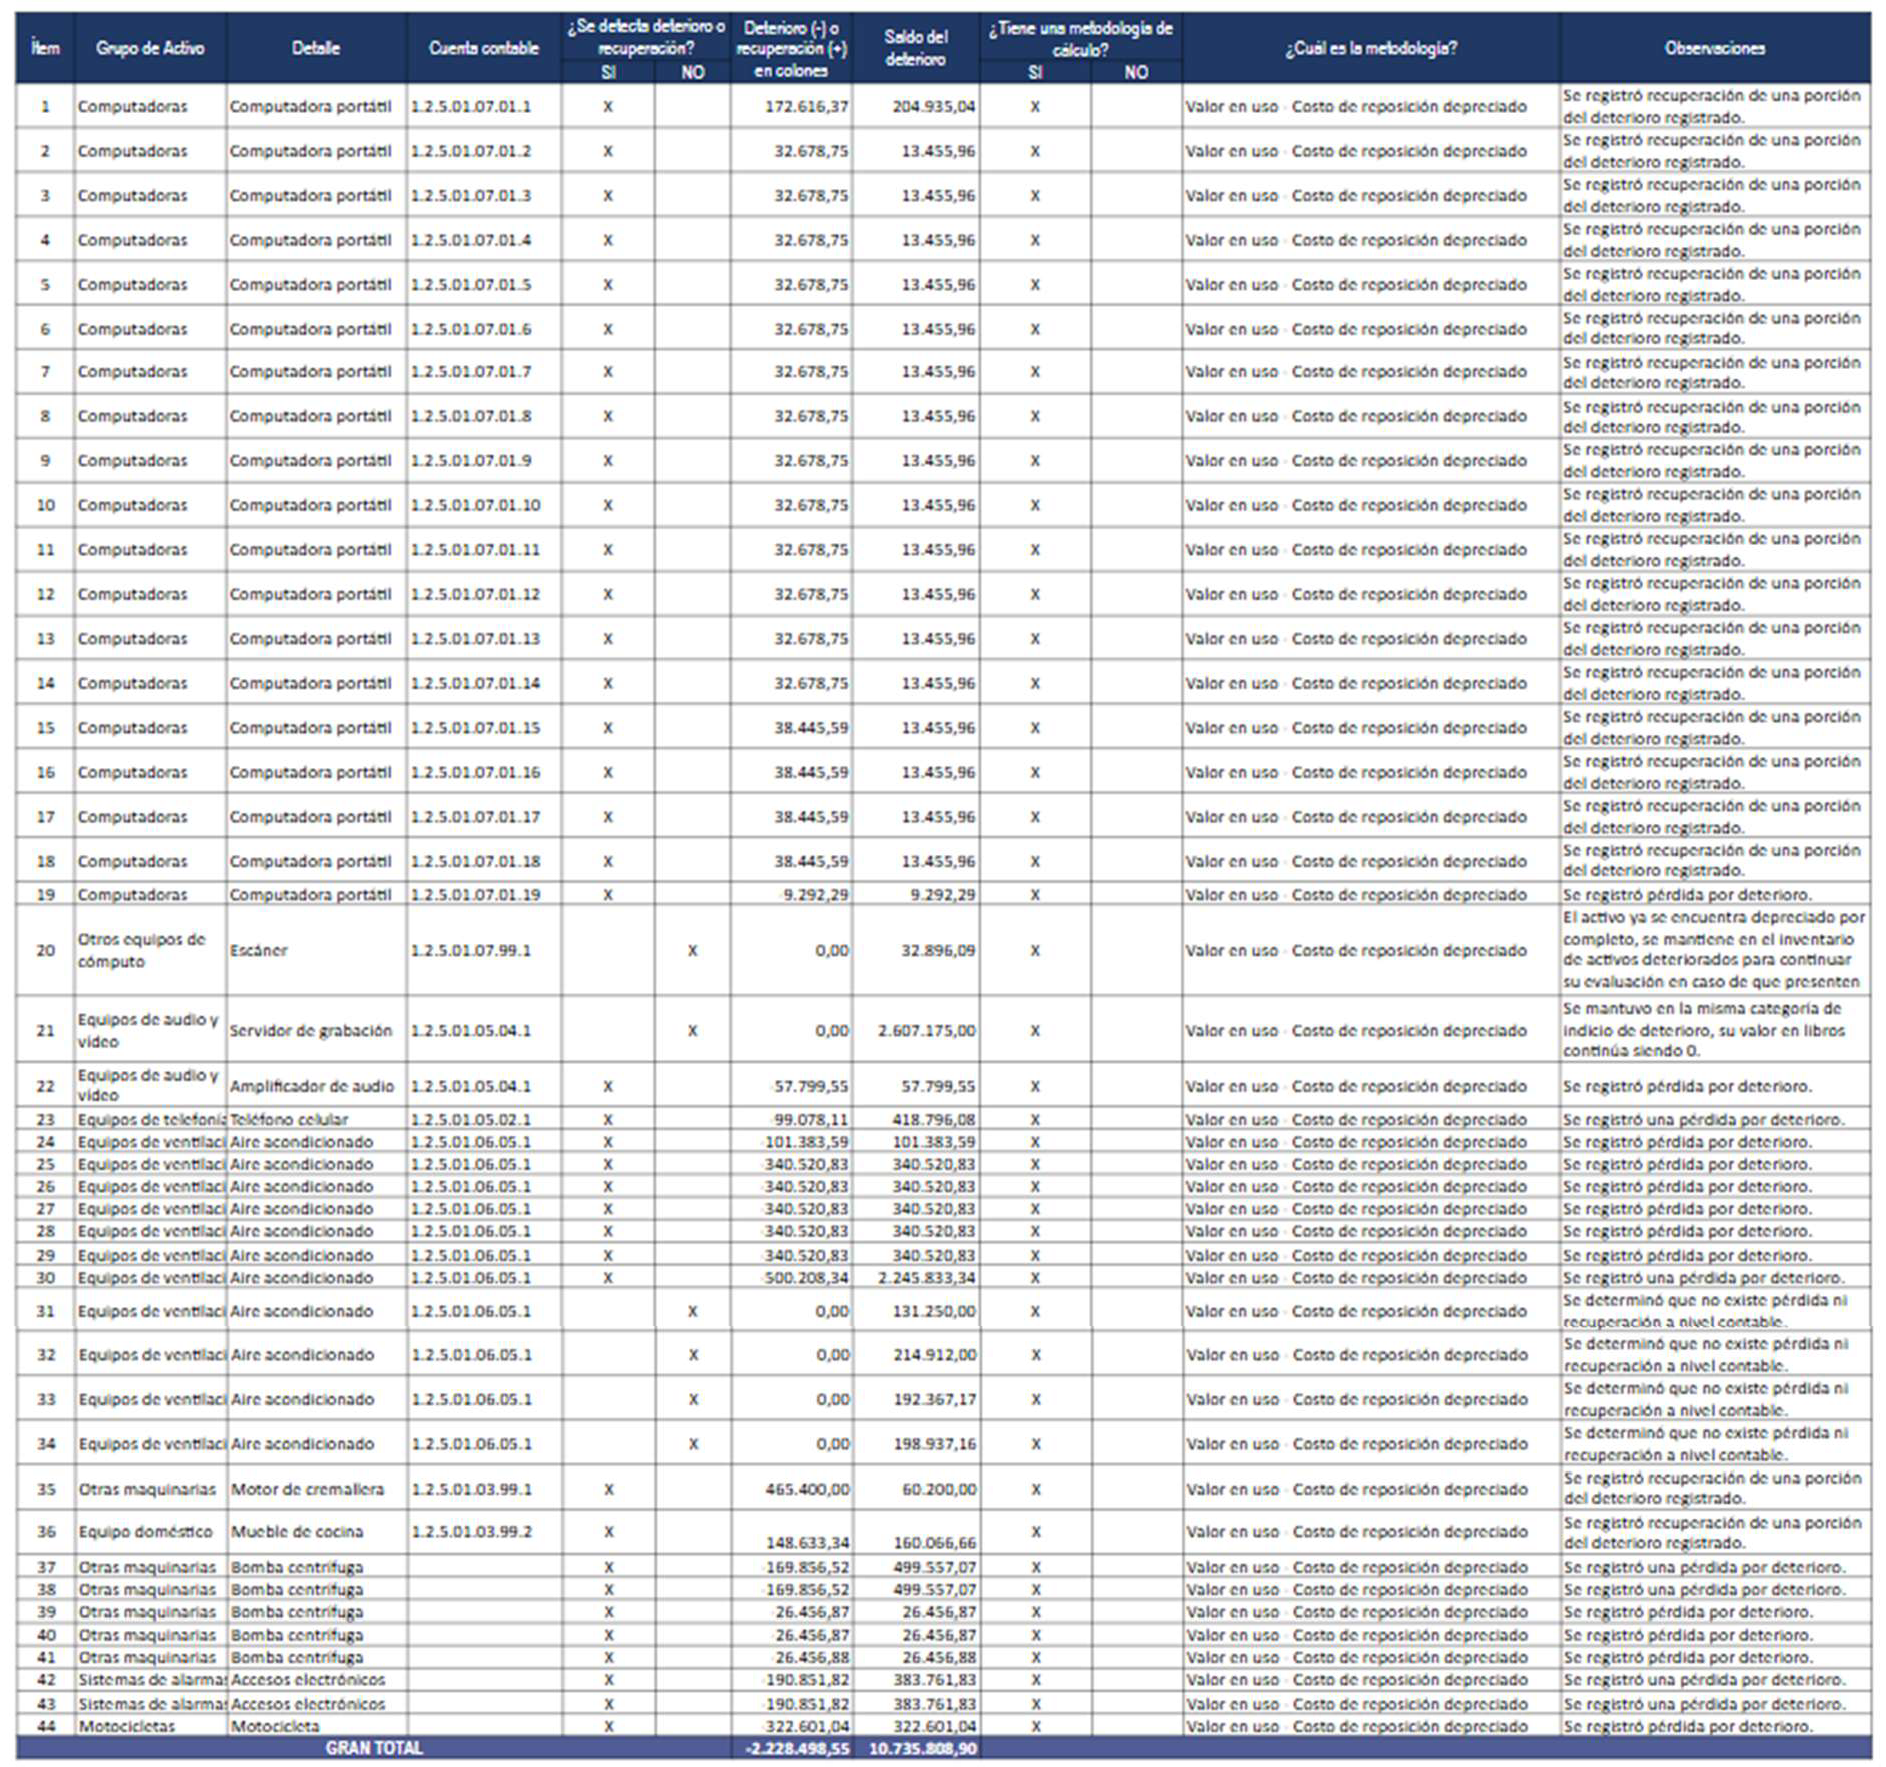 Ítem Grupo de Activo Detalle Cuenta contable ¿Se detecta deterioro o recuperación? SI NO Deterioro (-) o recuperación (+) en colones Saldo del deterioro ¿Tiene una metodología de cálculo? SI NO ¿Cuál es la metodología? Observaciones
1 Computadoras Computadora portátil 1.2.5.01.07.01.1 X 172.616,37 204.935,04 X Valor en uso - Costo de reposición depreciado Se registró recuperación de una porción del deterioro registrado.
2 Computadoras Computadora portátil 1.2.5.01.07.01.2 X 32.678,75 13.455,96 X Valor en uso - Costo de reposición depreciado Se registró recuperación de una porción del deterioro registrado.
3 Computadoras Computadora portátil 1.2.5.01.07.01.3 X 32.678,75 13.455,96 X Valor en uso - Costo de reposición depreciado Se registró recuperación de una porción del deterioro registrado.
4 Computadoras Computadora portátil 1.2.5.01.07.01.4 X 32.678,75 13.455,96 X Valor en uso - Costo de reposición depreciado Se registró recuperación de una porción del deterioro registrado.
5 Computadoras Computadora portátil 1.2.5.01.07.01.5 X 32.678,75 13.455,96 X Valor en uso - Costo de reposición depreciado Se registró recuperación de una porción del deterioro registrado.
6 Computadoras Computadora portátil 1.2.5.01.07.01.6 X 32.678,75 13.455,96 X Valor en uso - Costo de reposición depreciado Se registró recuperación de una porción del deterioro registrado.
7 Computadoras Computadora portátil 1.2.5.01.07.01.7 X 32.678,75 13.455,96 X Valor en uso - Costo de reposición depreciado Se registró recuperación de una porción del deterioro registrado.
8 Computadoras Computadora portátil 1.2.5.01.07.01.8 X 32.678,75 13.455,96 X Valor en uso - Costo de reposición depreciado Se registró recuperación de una porción del deterioro registrado.
9 Computadoras Computadora portátil 1.2.5.01.07.01.9 X 32.678,75 13.455,96 X Valor en uso - Costo de reposición depreciado Se registró recuperación de una porción del deterioro registrado.
10 Computadoras Computadora portátil 1.2.5.01.07.01.10 X 32.678,75 13.455,96 X Valor en uso - Costo de reposición depreciado Se registró recuperación de una porción del deterioro registrado.
11 Computadoras Computadora portátil 1.2.5.01.07.01.11 X 32.678,75 13.455,96 X Valor en uso - Costo de reposición depreciado Se registró recuperación de una porción del deterioro registrado.
12 Computadoras Computadora portátil 1.2.5.01.07.01.12 X 32.678,75 13.455,96 X Valor en uso - Costo de reposición depreciado Se registró recuperación de una porción del deterioro registrado.
13 Computadoras Computadora portátil 1.2.5.01.07.01.13 X 32.678,75 13.455,96 X Valor en uso - Costo de reposición depreciado Se registró recuperación de una porción del deterioro registrado.
14 Computadoras Computadora portátil 1.2.5.01.07.01.14 X 32.678,75 13.455,96 X Valor en uso - Costo de reposición depreciado Se registró recuperación de una porción del deterioro registrado.
15 Computadoras Computadora portátil 1.2.5.01.07.01.15 X 38.445,59 13.455,96 X Valor en uso - Costo de reposición depreciado Se registró recuperación de una porción del deterioro registrado.
16 Computadoras Computadora portátil 1.2.5.01.07.01.16 X 38.445,59 13.455,96 X Valor en uso - Costo de reposición depreciado Se registró recuperación de una porción del deterioro registrado.
17 Computadoras Computadora portátil 1.2.5.01.07.01.17 X 38.445,59 13.455,96 X Valor en uso - Costo de reposición depreciado Se registró recuperación de una porción del deterioro registrado.
18 Computadoras Computadora portátil 1.2.5.01.07.01.18 X 38.445,59 13.455,96 X Valor en uso - Costo de reposición depreciado Se registró recuperación de una porción del deterioro registrado.
19 Computadoras Computadora portátil 1.2.5.01.07.01.19 X -9.292,29 9.292,29 X Valor en uso - Costo de reposición depreciado Se registró pérdida por deterioro.
20 Otros equipos de cómputo Escáner 1.2.5.01.07.99.1 X 0,00 32.896,09 X Valor en uso - Costo de reposición depreciado El activo ya se encuentra depreciado por completo, se mantiene en el inventario de activos deteriorados para continuar su evaluación en caso de que presenten
21 Equipos de audio y vídeo Servidor de grabación 1.2.5.01.05.04.1 X 0,00 2.607.175,00 X Valor en uso - Costo de reposición depreciado Se mantuvo en la misma categoría de indicio de deterioro, su valor en libros continúa siendo 0.
22 Equipos de audio y vídeo Amplificador de audio 1.2.5.01.05.04.1 X -57.799,55 57.799,55 X Valor en uso - Costo de reposición depreciado Se registró pérdida por deterioro.
23 Equipos de telefonía Teléfono celular 1.2.5.01.05.02.1 X -99.078,11 418.796,08 X Valor en uso - Costo de reposición depreciado Se registró una pérdida por deterioro.
24 Equipos de ventilaci Aire acondicionado 1.2.5.01.06.05.1 X -101.383,59 101.383,59 X Valor en uso - Costo de reposición depreciado Se registró pérdida por deterioro.
25 Equipos de ventilaci Aire acondicionado 1.2.5.01.06.05.1 X -340.520,83 340.520,83 X Valor en uso - Costo de reposición depreciado Se registró pérdida por deterioro.
26 Equipos de ventilaci Aire acondicionado 1.2.5.01.06.05.1 X -340.520,83 340.520,83 X Valor en uso - Costo de reposición depreciado Se registró pérdida por deterioro.
27 Equipos de ventilaci Aire acondicionado 1.2.5.01.06.05.1 X -340.520,83 340.520,83 X Valor en uso - Costo de reposición depreciado Se registró pérdida por deterioro.
28 Equipos de ventilaci Aire acondicionado 1.2.5.01.06.05.1 X -340.520,83 340.520,83 X Valor en uso - Costo de reposición depreciado Se registró pérdida por deterioro.
29 Equipos de ventilaci Aire acondicionado 1.2.5.01.06.05.1 X -340.520,83 340.520,83 X Valor en uso - Costo de reposición depreciado Se registró pérdida por deterioro.
30 Equipos de ventilaci Aire acondicionado 1.2.5.01.06.05.1 X -500.208,34 2.245.833,34 X Valor en uso - Costo de reposición depreciado Se registró una pérdida por deterioro.
31 Equipos de ventilaci Aire acondicionado 1.2.5.01.06.05.1 X 0,00 131.250,00 X Valor en uso - Costo de reposición depreciado Se determinó que no existe pérdida ni recuperación a nivel contable.
32 Equipos de ventilaci Aire acondicionado 1.2.5.01.06.05.1 X 0,00 214.912,00 X Valor en uso - Costo de reposición depreciado Se determinó que no existe pérdida ni recuperación a nivel contable.
33 Equipos de ventilaci Aire acondicionado 1.2.5.01.06.05.1 X 0,00 192.367,17 X Valor en uso - Costo de reposición depreciado Se determinó que no existe pérdida ni recuperación a nivel contable.
34 Equipos de ventilaci Aire acondicionado 1.2.5.01.06.05.1 X 0,00 198.937,16 X Valor en uso - Costo de reposición depreciado Se determinó que no existe pérdida ni recuperación a nivel contable.
35 Otras maquinarias Motor de cremallera 1.2.5.01.03.99.1 X 465.400,00 60.200,00 X Valor en uso - Costo de reposición depreciado Se registró recuperación de una porción del deterioro registrado.
36 Equipo doméstico Mueble de cocina 1.2.5.01.03.99.2 X 148.633,34 160.066,66 X Valor en uso - Costo de reposición depreciado Se registró recuperación de una porción del deterioro registrado.
37 Otras maquinarias Bomba centrífuga X -169.856,52 499.557,07 X Valor en uso - Costo de reposición depreciado Se registró una pérdida por deterioro.
38 Otras maquinarias Bomba centrífuga X -169.856,52 499.557,07 X Valor en uso - Costo de reposición depreciado Se registró una pérdida por deterioro.
39 Otras maquinarias Bomba centrífuga X -26.456,87 26.456,87 X Valor en uso - Costo de reposición depreciado Se registró pérdida por deterioro.
40 Otras maquinarias Bomba centrífuga X -26.456,87 26.456,87 X Valor en uso - Costo de reposición depreciado Se registró pérdida por deterioro.
41 Otras maquinarias Bomba centrífuga X -26.456,88 26.456,88 X Valor en uso - Costo de reposición depreciado Se registró pérdida por deterioro.
42 Sistemas de alarmas Accesos electrónicos X -190.851,82 383.761,83 X Valor en uso - Costo de reposición depreciado Se registró una pérdida por deterioro.
43 Sistemas de alarmas Accesos electrónicos X -190.851,82 383.761,83 X Valor en uso - Costo de reposición depreciado Se registró una pérdida por deterioro.
44 Motocicletas Motocicleta X -322.601,04 322.601,04 X Valor en uso - Costo de reposición depreciado Se registró pérdida por deterioro.
GRAN TOTAL -2.228.498,55 10.735.808,90